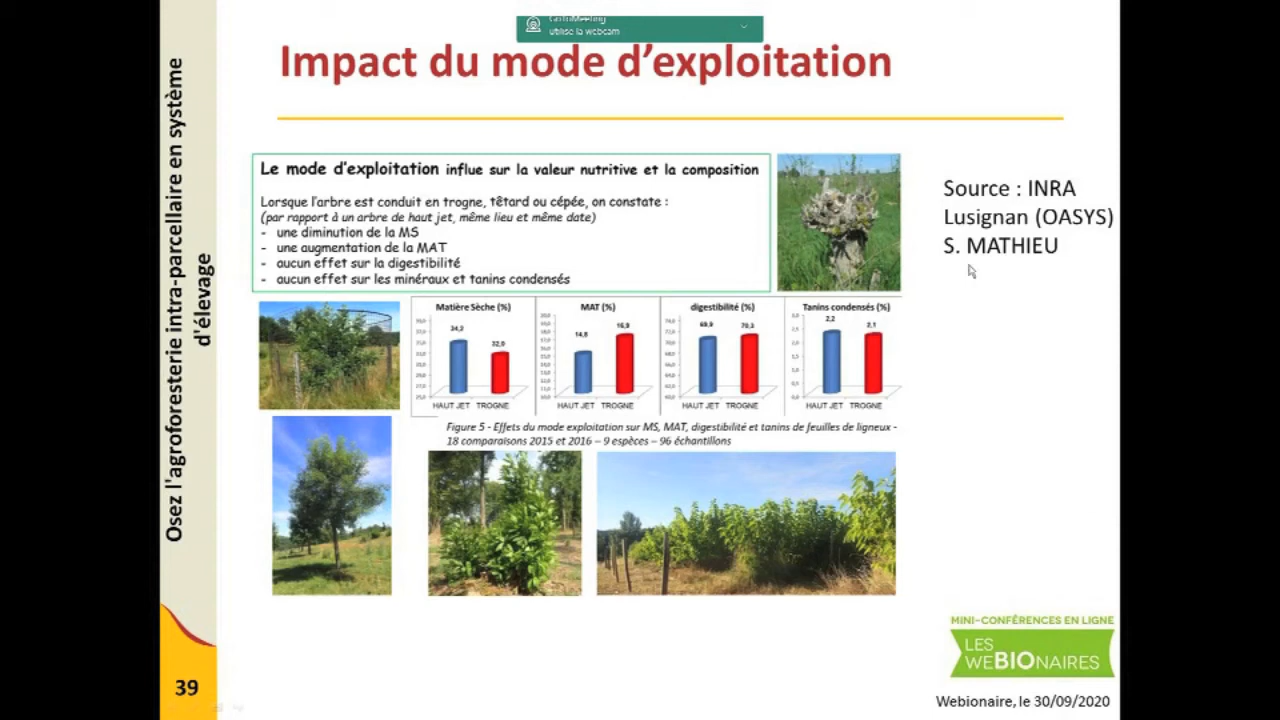 GoToMeeting
utilise la webcam
Impact du mode d'exploitation
Osez l'agroforesterie intra-parcellaire en système
d'élevage
Le mode d'exploitation influe sur la valeur nutritive et la composition
Lorsque l'arbre est conduit en trogne, têtard ou cépée, on constate :
(par rapport à un arbre de haut jet, même lieu et même date)
- une diminution de la MS
- une augmentation de la MAT
- aucun effet sur la digestibilité
- aucun effet sur les minéraux et tanins condensés
Source : INRA
Lusignan (OASYS)
S. MATHIEU
Matière Sèche (%)
34,2
32,0
HAUT JET TROGNE
MAT (%)
14,8
16,9
HAUT JET TROGNE
digestibilité (%)
69,9
70,3
HAUT JET TROGNE
Tanins condensés (%)
2,2
2,1
HAUT JET TROGNE
Figure 5 - Effets du mode exploitation sur MS, MAT, digestibilité et tanins de feuilles de ligneux -
18 comparaisons 2015 et 2016 – 9 espèces – 96 échantillons
MINI-CONFÉRENCES EN LIGNE
LES
WEBIONAIRES
Webionaire, le 30/09/2020
39